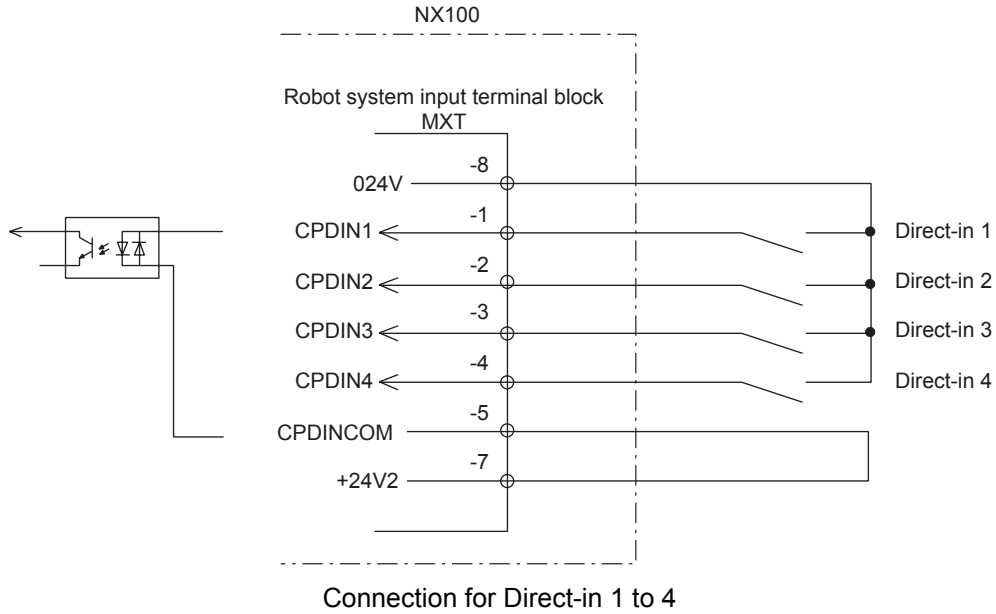 NX100
Robot system input terminal block
MXT
-8
024V
-1
CPDIN1
Direct-in 1
-2
CPDIN2
Direct-in 2
-3
CPDIN3
Direct-in 3
-4
CPDIN4
Direct-in 4
-5
CPDINCOM
-7
+24V2
Connection for Direct-in 1 to 4